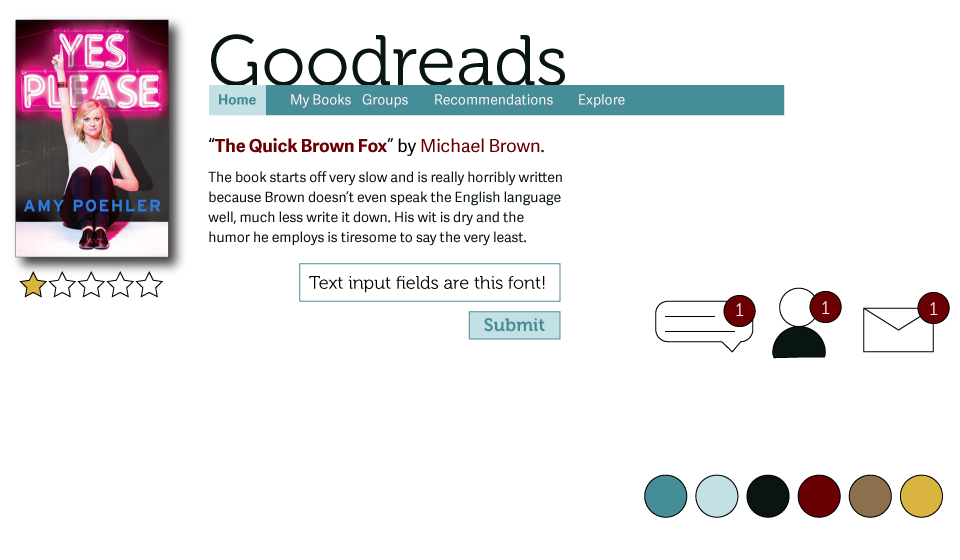 YES
PLEASE
AMY POEHLER
Goodreads
Home My Books Groups Recommendations Explore
“The Quick Brown Fox” by Michael Brown.
The book starts off very slow and is really horribly written
because Brown doesn’t even speak the English language
well, much less write it down. His wit is dry and the
humor he employs is tiresome to say the very least.
Text input fields are this font!
Submit
1 1 1